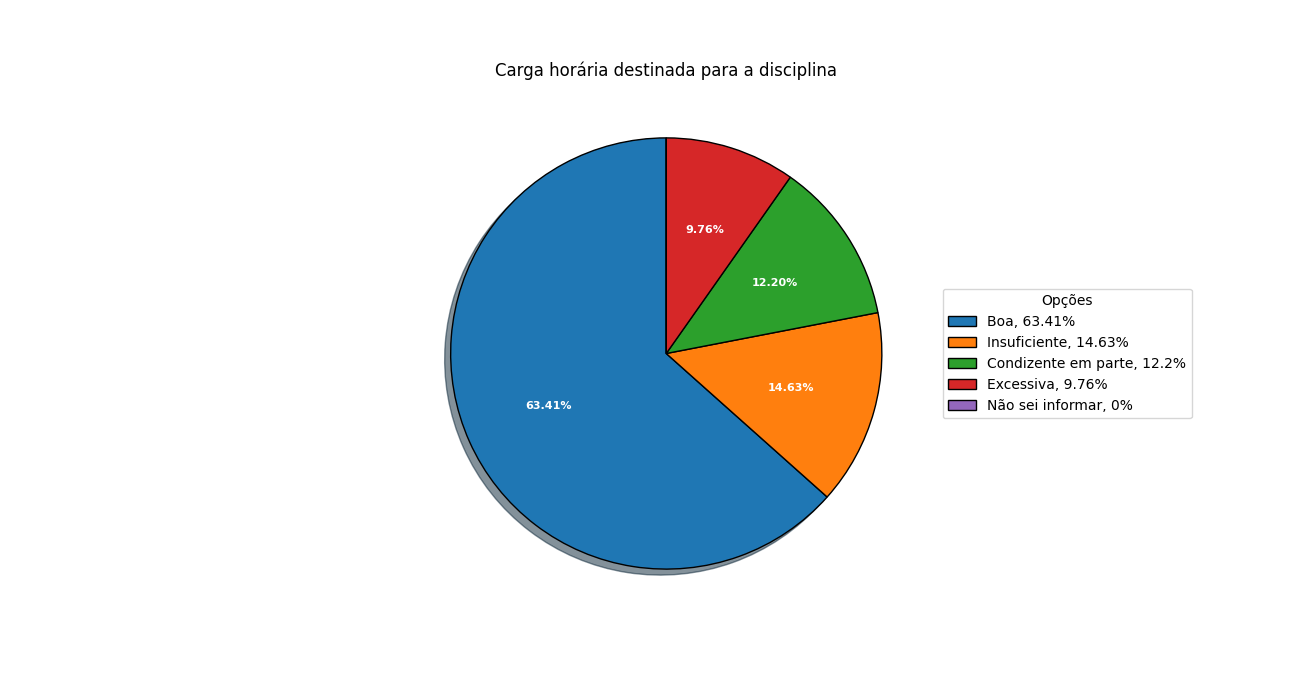 Carga horária destinada para a disciplina
9.76%
12.20%
14.63%
63.41%
Opções
Boa, 63.41%
Insuficiente, 14.63%
Condizente em parte, 12.2%
Excessiva, 9.76%
Não sei informar, 0%